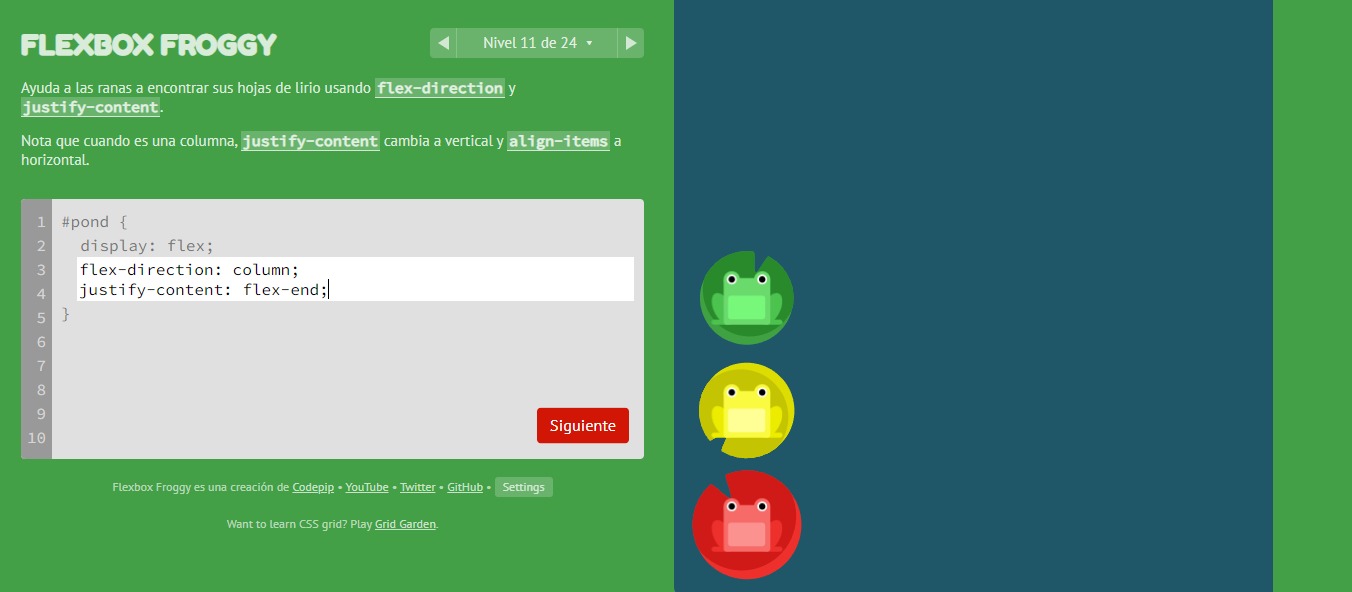 FLEXBOX FROGGY
◀ Nivel 11 de 24 ▾ ▶
Ayuda a las ranas a encontrar sus hojas de lirio usando flex-direction y
justify-content.
Nota que cuando es una columna, justify-content cambia a vertical y align-items a
horizontal.
1 #pond {
2 display: flex;
3 flex-direction: column;
4 justify-content: flex-end;
5 }
6
7
8
9
10
Siguiente
Flexbox Froggy es una creación de Codepip • YouTube • Twitter • GitHub • Settings
Want to learn CSS grid? Play Grid Garden.